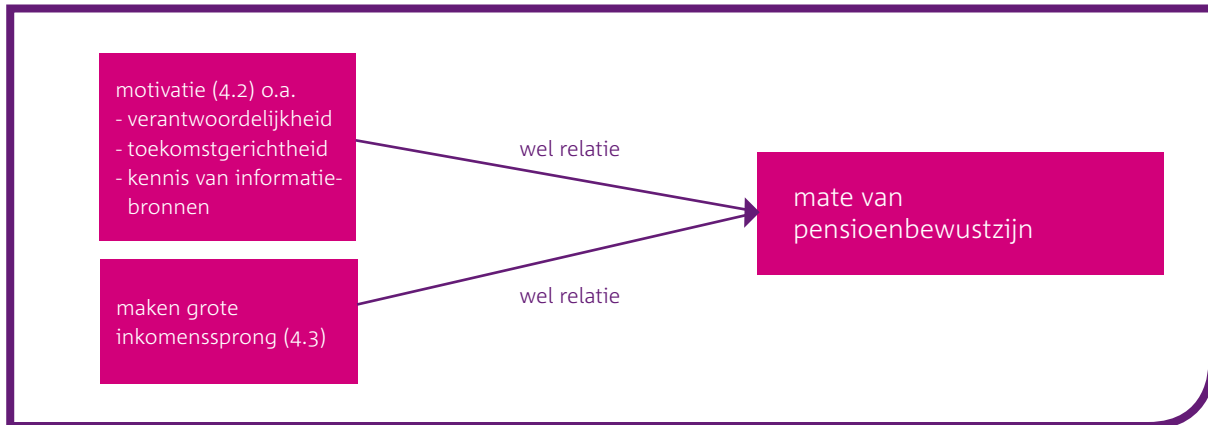 motivatie (4.2) o.a.
- verantwoordelijkheid
- toekomstgerichtheid
- kennis van informatie-
bronnen
wel relatie
mate van
pensioenbewustzijn
maken grote
inkomenssprong (4.3)
wel relatie